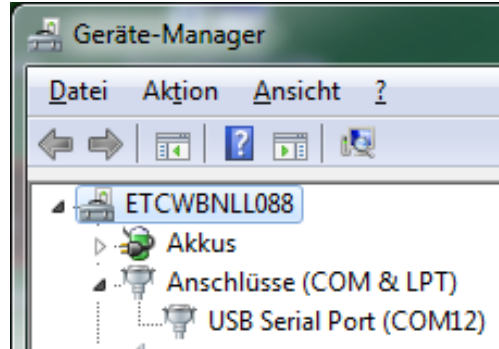 Geräte-Manager
Datei Aktion Ansicht ?
ETCWBNLL088
Akkus
Anschlüsse (COM & LPT)
USB Serial Port (COM12)